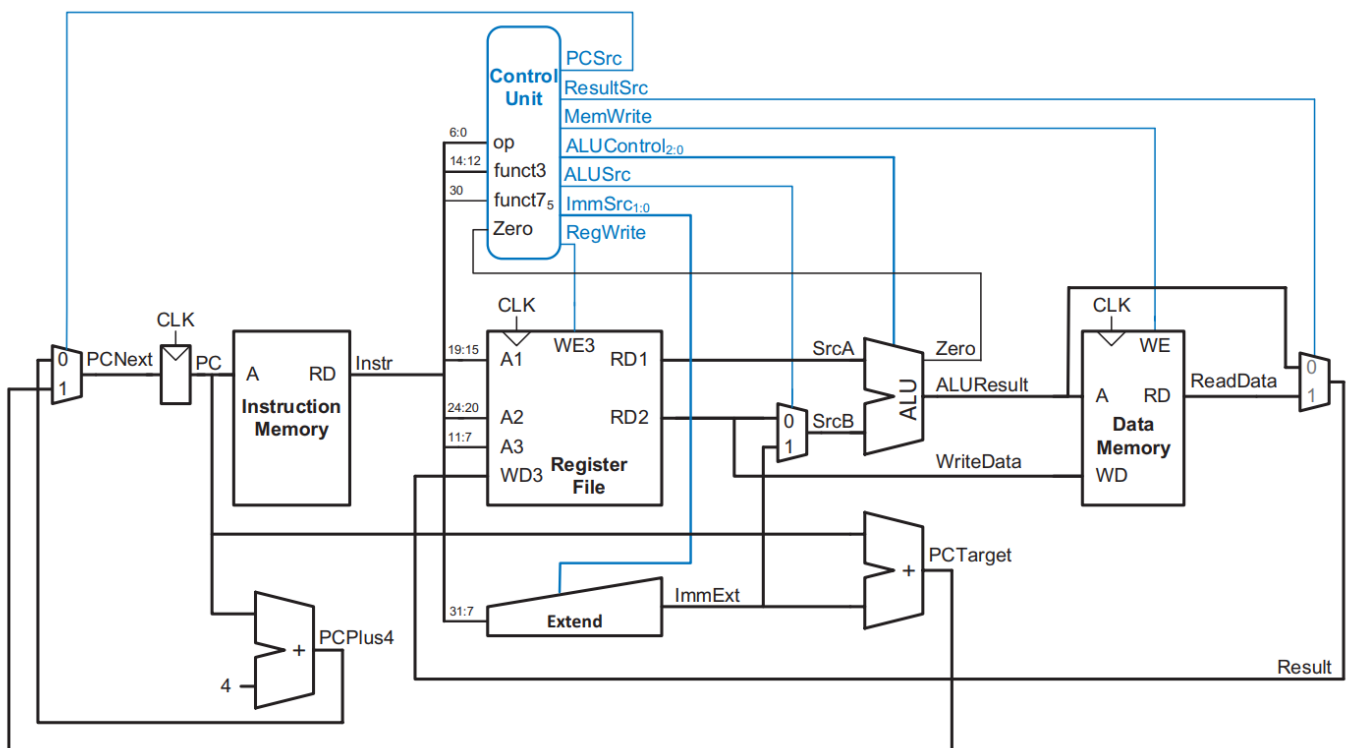 PCSrc
Control
Unit
ResultSrc
MemWrite
6:0
op
ALUControl2:0
14:12
funct3
ALUSrc
30
funct75
ImmSrc1:0
Zero
RegWrite
CLK
CLK
CLK
0
PCNext
PC
1
A
RD
Instr
Instruction
Memory
19:15
A1
WE3
RD1
SrcA
Zero
24:20
A2
RD2
0
SrcB
1
ALU
ALUResult
11:7
A3
WD3
Register
File
WriteData
WE
A
RD
ReadData
Data
Memory
WD
0
1
+
PCTarget
31:7
Extend
ImmExt
+
PCPlus4
4
Result